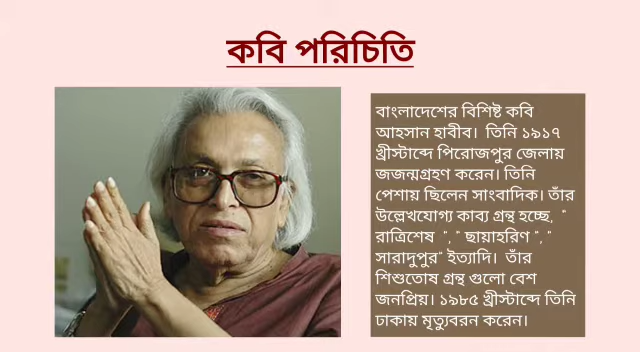 কবি পরিচিতি
বাংলাদেশের বিশিষ্ট কবি
আহসান হাবীব। তিনি ১৯১৭
খ্রীস্টাব্দে পিরোজপুর জেলায়
জজন্মগ্রহণ করেন। তিনি
পেশায় ছিলেন সাংবাদিক। তাঁর
উল্লেখযোগ্য কাব্য গ্রন্থ হচ্ছে, "
রাত্রিশেষ ", " ছায়াহরিণ ", "
সারাদুপুর" ইত্যাদি। তাঁর
শিশুতোষ গ্রন্থ গুলো বেশ
জনপ্রিয়। ১৯৮৫ খ্রীস্টাব্দে তিনি
ঢাকায় মৃত্যুবরন করেন।